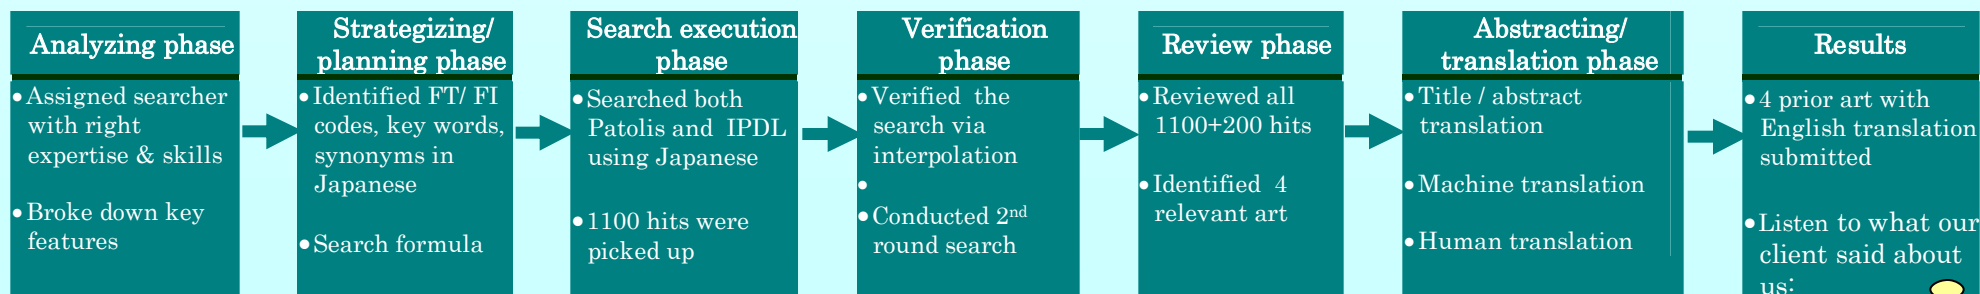 Analyzing phase
•Assigned searcher
with right
expertise & skills
•Broke down key
features
Strategizing/
planning phase
•Identified FT/ FI
codes, key words,
synonyms in
Japanese
•Search formula
Search execution
phase
•Searched both
Patolis and IPDL
using Japanese
•1100 hits were
picked up
Verification
phase
•Verified the
search via
interpolation
•
•Conducted 2nd
round search
Review phase
•Reviewed all
1100+200 hits
•Identified 4
relevant art
Abstracting/
translation phase
•Title / abstract
translation
•Machine translation
•Human translation
Results
•4 prior art with
English translation
submitted
•Listen to what our
client said about
us: